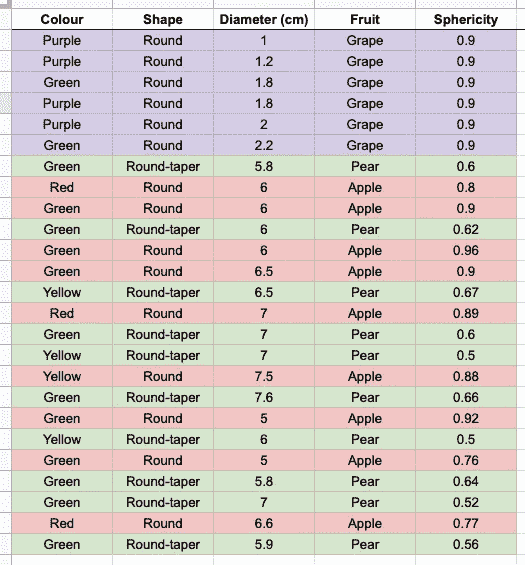 Colour Shape Diameter (cm) Fruit Sphericity
Purple Round 1 Grape 0.9
Purple Round 1.2 Grape 0.9
Green Round 1.8 Grape 0.9
Purple Round 1.8 Grape 0.9
Purple Round 2 Grape 0.9
Green Round 2.2 Grape 0.9
Green Round-taper 5.8 Pear 0.6
Red Round 6 Apple 0.8
Green Round 6 Apple 0.9
Green Round-taper 6 Pear 0.62
Green Round 6 Apple 0.96
Green Round 6.5 Apple 0.9
Yellow Round-taper 6.5 Pear 0.67
Red Round 7 Apple 0.89
Green Round-taper 7 Pear 0.6
Yellow Round-taper 7 Pear 0.5
Yellow Round 7.5 Apple 0.88
Green Round-taper 7.6 Pear 0.66
Green Round 5 Apple 0.92
Yellow Round-taper 6 Pear 0.5
Green Round 5 Apple 0.76
Green Round-taper 5.8 Pear 0.64
Green Round-taper 7 Pear 0.52
Red Round 6.6 Apple 0.77
Green Round-taper 5.9 Pear 0.56